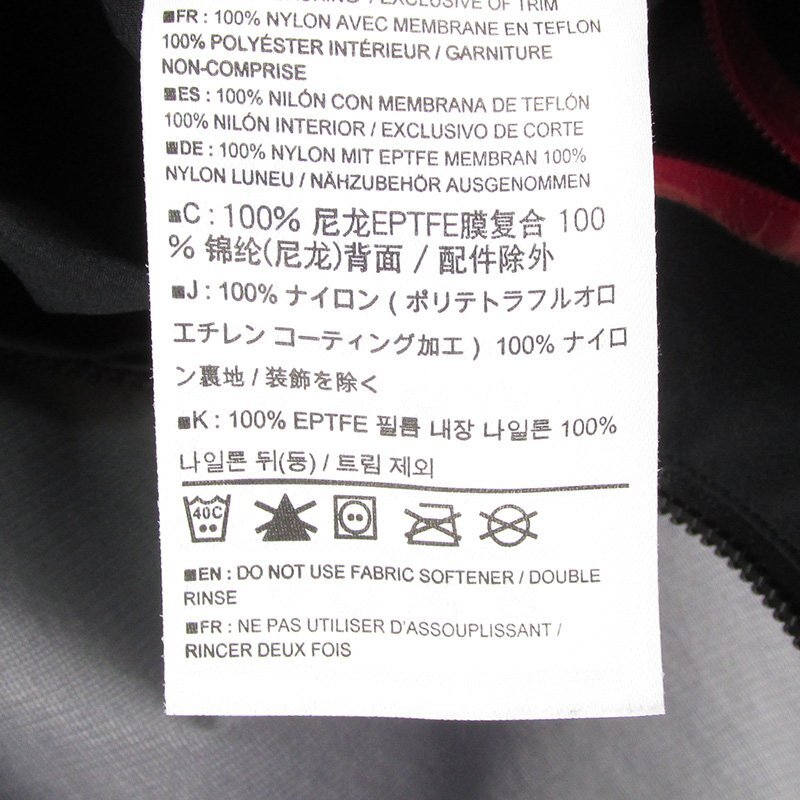 / EXCLUSIVE OF TRIM
■FR : 100% NYLON AVEC MEMBRANE EN TEFLON
100% POLYÉSTER INTÉRIEUR / GARNITURE
NON-COMPRISE
■ES : 100% NILÓN CON MEMBRANA DE TEFLÓN
100% NILÓN INTERIOR / EXCLUSIVO DE CORTE
■DE : 100% NYLON MIT EPTFE MEMBRAN 100%
NYLON LUNEU / NÄHZUBEHÖR AUSGENOMMEN
■C : 100% 尼龙EPTFE膜复合 100
% 锦纶(尼龙)背面 / 配件除外
■J : 100% ナイロン ( ポリテトラフルオロ
エチレン コーティング加工 ) 100% ナイロ
ン裏地 / 装飾を除く
■K : 100% EPTFE 필름 내장 나일론 100%
나일론 뒤(등) / 트림 제외
40C
■EN : DO NOT USE FABRIC SOFTENER / DOUBLE
RINSE
■FR : NE PAS UTILISER D'ASSOUPLISSANT /
RINCER DEUX FOIS